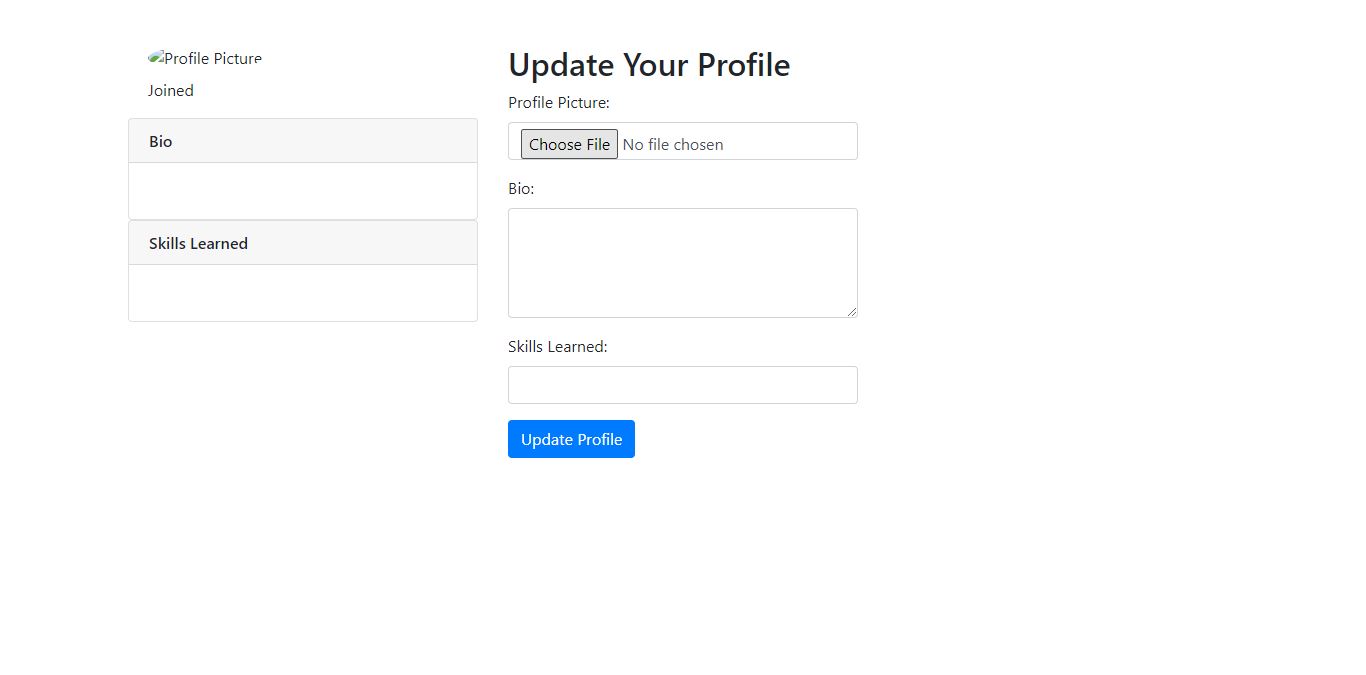 Profile Picture
Joined
Bio
Skills Learned
Update Your Profile
Profile Picture:
Choose File No file chosen
Bio:
Skills Learned:
Update Profile